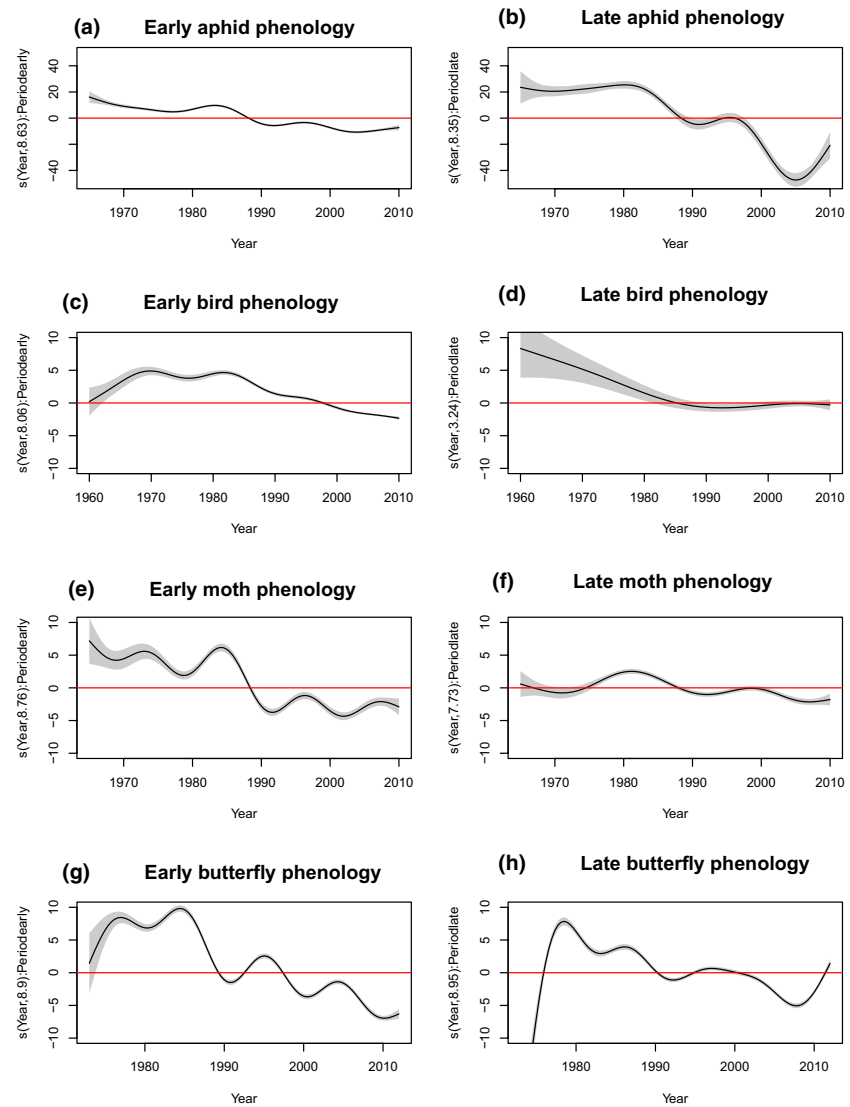 (a) Early aphid phenology
s(Year,8.63):Periodearly
40
20
0
−40
1970 1980 1990 2000 2010
Year
(b) Late aphid phenology
s(Year,8.35):Periodlate
40
20
0
−40
1970 1980 1990 2000 2010
Year
(c) Early bird phenology
s(Year,8.06):Periodearly
10
5
0
−5
−10
1960 1970 1980 1990 2000 2010
Year
(d) Late bird phenology
s(Year,3.24):Periodlate
10
5
0
−5
−10
1960 1970 1980 1990 2000 2010
Year
(e) Early moth phenology
s(Year,8.76):Periodearly
10
5
0
−5
−10
1970 1980 1990 2000 2010
Year
(f) Late moth phenology
s(Year,7.73):Periodlate
10
5
0
−5
−10
1970 1980 1990 2000 2010
Year
(g) Early butterfly phenology
s(Year,8.9):Periodearly
10
5
0
−5
−10
1980 1990 2000 2010
Year
(h) Late butterfly phenology
s(Year,8.95):Periodlate
10
5
0
−5
−10
1980 1990 2000 2010
Year